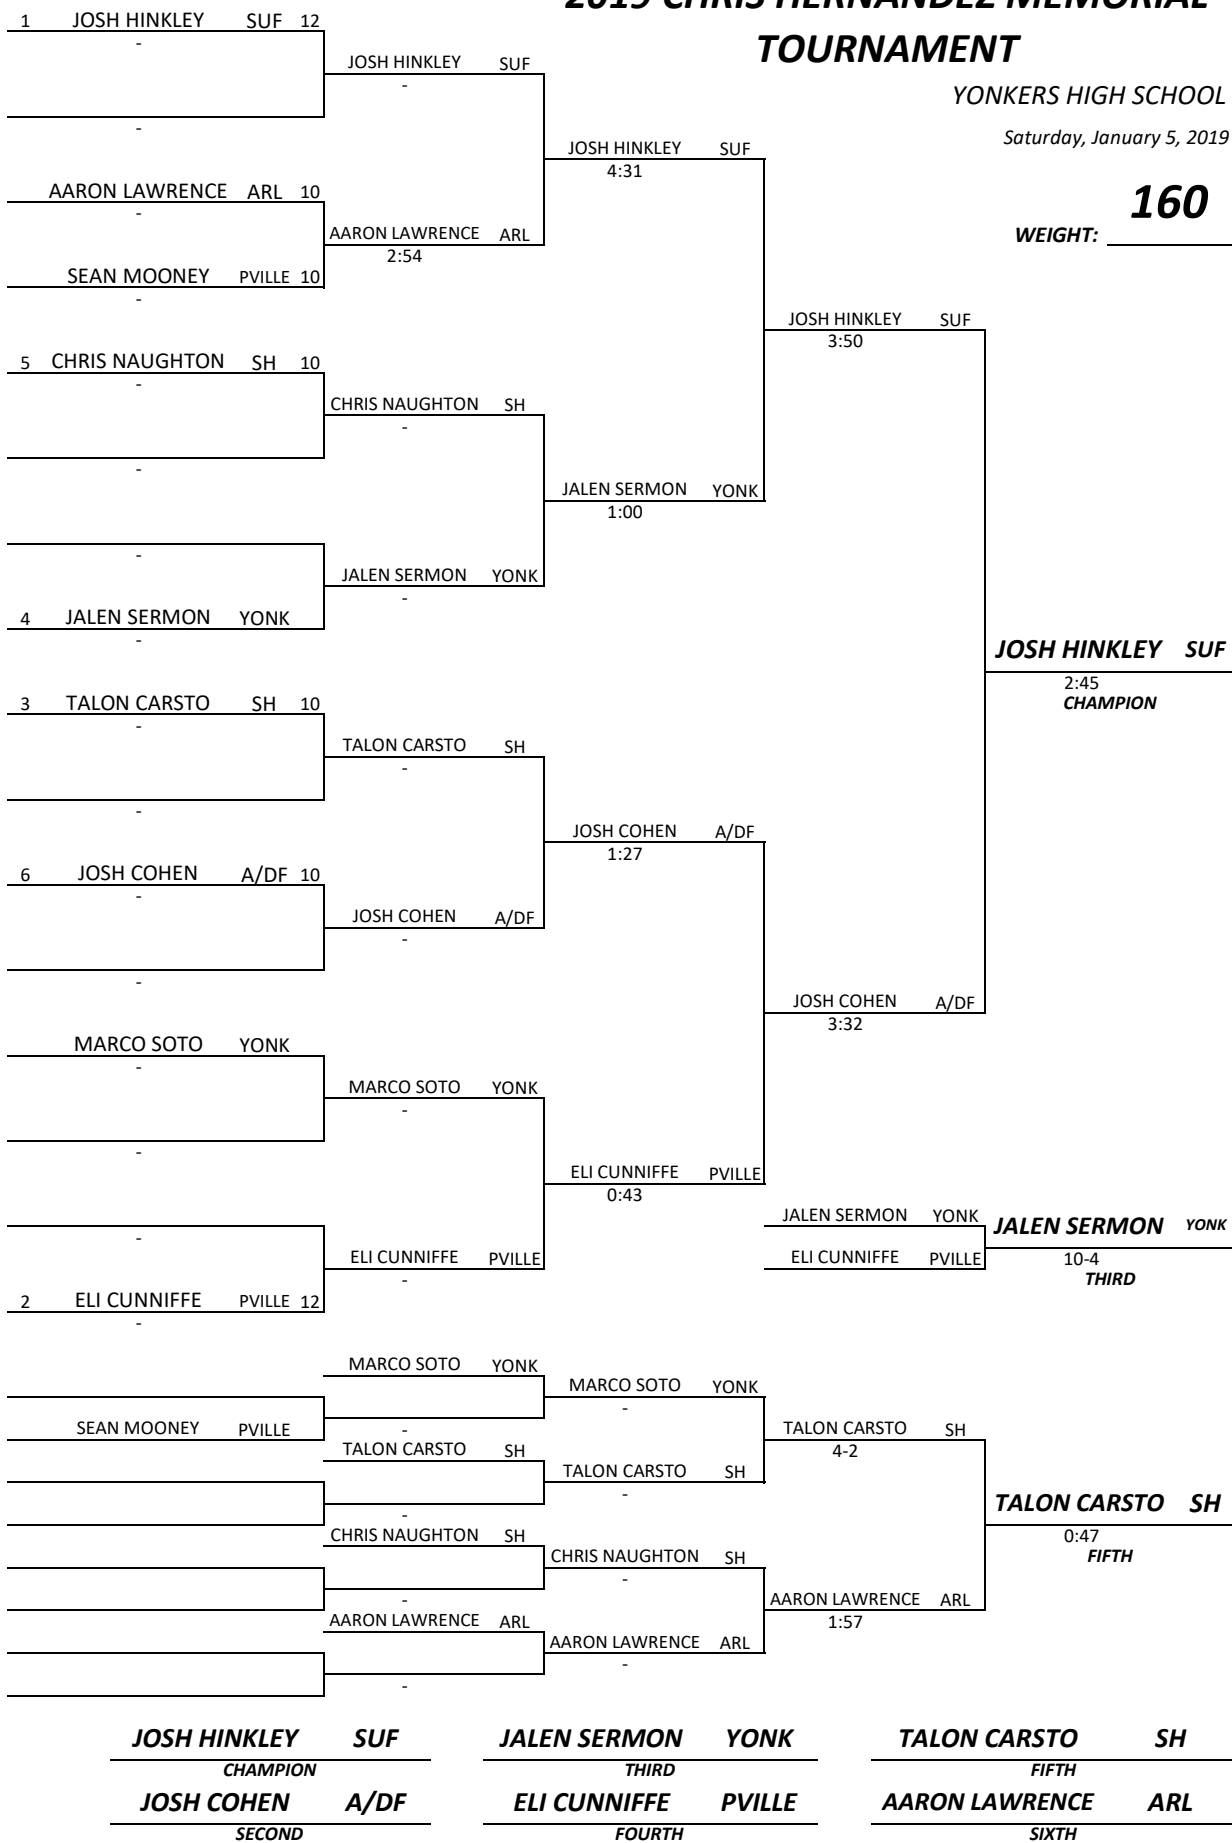 2019 CHRIS HERNANDEZ MEMORIAL
TOURNAMENT
YONKERS HIGH SCHOOL
Saturday, January 5, 2019
160
WEIGHT:
1 JOSH HINKLEY SUF 12
-
JOSH HINKLEY SUF
-
-
JOSH HINKLEY SUF
4:31
AARON LAWRENCE ARL 10
-
AARON LAWRENCE ARL
2:54
SEAN MOONEY PVILLE 10
-
JOSH HINKLEY SUF
3:50
5 CHRIS NAUGHTON SH 10
-
CHRIS NAUGHTON SH
-
-
JALEN SERMON YONK
1:00
-
JALEN SERMON YONK
-
4 JALEN SERMON YONK
-
JOSH HINKLEY SUF
2:45
CHAMPION
3 TALON CARSTO SH 10
-
TALON CARSTO SH
-
-
JOSH COHEN A/DF
1:27
6 JOSH COHEN A/DF 10
-
JOSH COHEN A/DF
-
-
JOSH COHEN A/DF
3:32
MARCO SOTO YONK
-
MARCO SOTO YONK
-
-
ELI CUNNIFFE PVILLE
0:43
-
ELI CUNNIFFE PVILLE
-
2 ELI CUNNIFFE PVILLE 12
-
JALEN SERMON YONK
ELI CUNNIFFE PVILLE
JALEN SERMON YONK
10-4
THIRD
MARCO SOTO YONK
MARCO SOTO YONK
-
SEAN MOONEY PVILLE
-
TALON CARSTO SH
4-2
TALON CARSTO SH
TALON CARSTO SH
-
-
TALON CARSTO SH
0:47
FIFTH
CHRIS NAUGHTON SH
CHRIS NAUGHTON SH
-
-
AARON LAWRENCE ARL
1:57
AARON LAWRENCE ARL
AARON LAWRENCE ARL
-
-
JOSH HINKLEY SUF JALEN SERMON YONK TALON CARSTO SH
CHAMPION THIRD FIFTH
JOSH COHEN A/DF ELI CUNNIFFE PVILLE AARON LAWRENCE ARL
SECOND FOURTH SIXTH